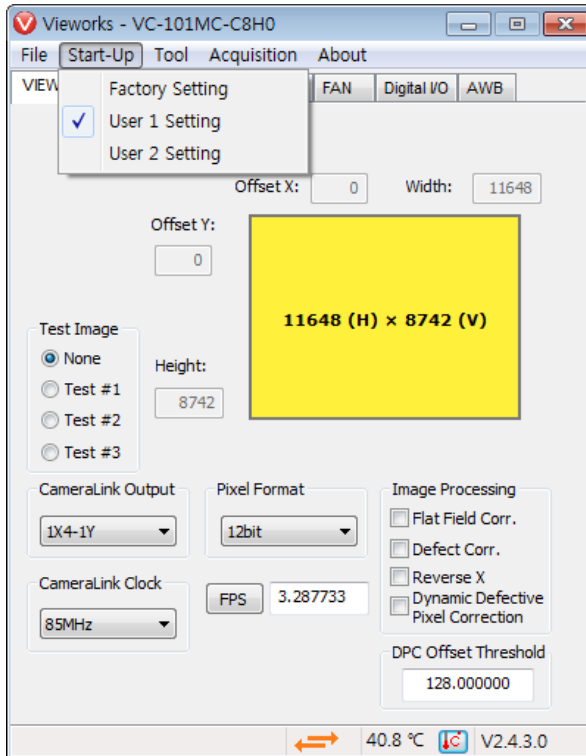 Vieworks - VC-101MC-C8H0
File Start-Up Tool Acquisition About
VIEW FAN Digital I/O AWB
Factory Setting
✓ User 1 Setting
User 2 Setting
Offset X: 0 Width: 11648
Offset Y:
0
11648 (H) × 8742 (V)
Test Image
None
Test #1
Test #2
Test #3
Height:
8742
CameraLink Output
1X4-1Y
Pixel Format
12bit
Image Processing
Flat Field Corr.
Defect Corr.
Reverse X
Dynamic Defective
Pixel Correction
CameraLink Clock
85MHz
FPS 3.287733
DPC Offset Threshold
128.000000
40.8 ℃ C V2.4.3.0